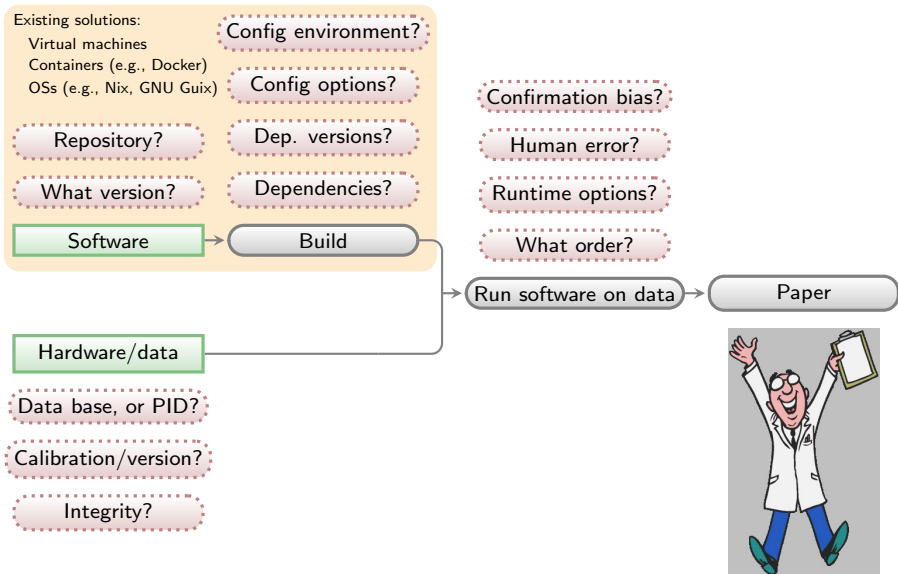 Existing solutions:
Virtual machines
Containers (e.g., Docker)
OSs (e.g., Nix, GNU Guix)
Config environment?
Config options?
Repository?
Dep. versions?
What version?
Dependencies?
Software
Build
Confirmation bias?
Human error?
Runtime options?
What order?
Run software on data
Paper
Hardware/data
Data base, or PID?
Calibration/version?
Integrity?